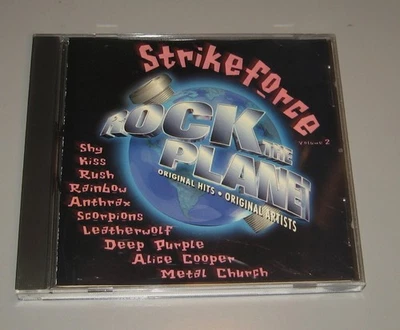 Strikeforce
VOLUME 2
ROCK THE
PLANET
ORIGINAL HITS • ORIGINAL ARTISTS
Shy
Kiss
Rush
Rainbow
Anthrax
Scorpions
Leatherwolf
Deep Purple
Alice Cooper
Metal Church